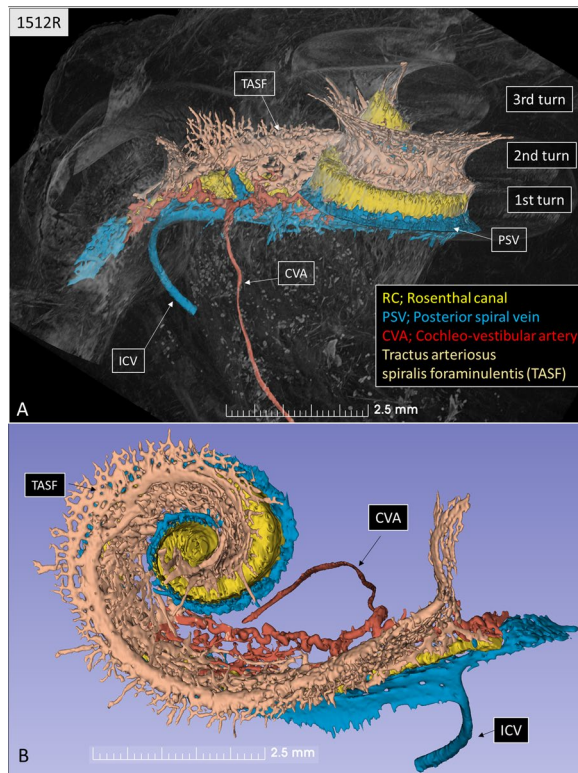 1512R
TASF
3rd turn
2nd turn
1st turn
PSV
CVA
ICV
RC; Rosenthal canal
PSV; Posterior spiral vein
CVA; Cochleo-vestibular artery
Tractus arteriosus
spiralis foraminulentis (TASF)
A
2.5 mm
B
TASF
CVA
ICV
2.5 mm